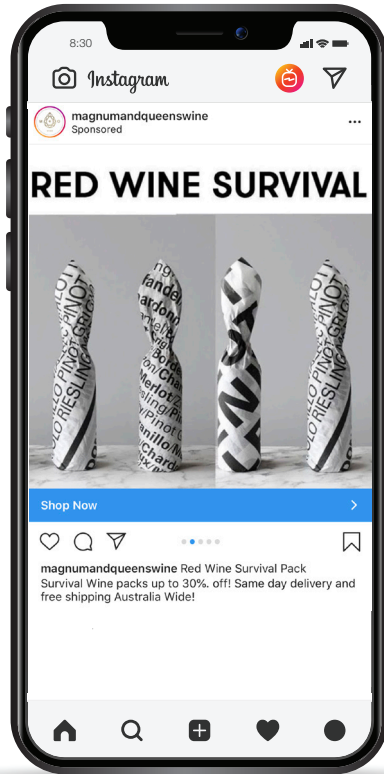 8:30
Instagram
magnumandqueenswine
Sponsored
RED WINE SURVIVAL
Shop Now
magnumandqueenswine Red Wine Survival Pack
Survival Wine packs up to 30%. off! Same day delivery and
free shipping Australia Wide!